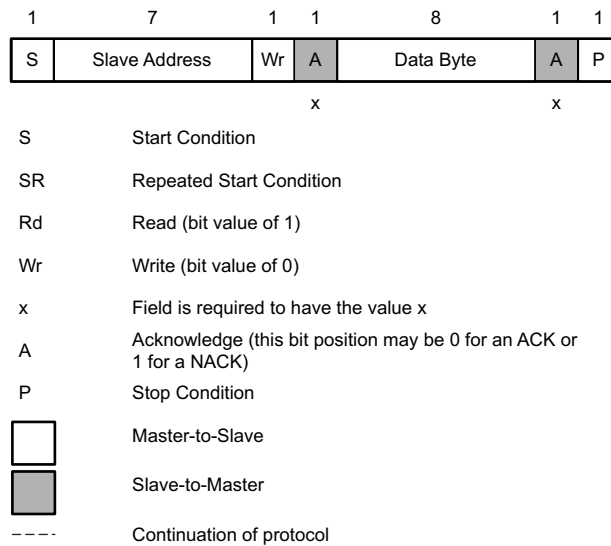 1 7 1 1 8 1 1
S Slave Address Wr A Data Byte A P
x x
S Start Condition
SR Repeated Start Condition
Rd Read (bit value of 1)
Wr Write (bit value of 0)
x Field is required to have the value x
A Acknowledge (this bit position may be 0 for an ACK or
1 for a NACK)
P Stop Condition
Master-to-Slave
Slave-to-Master
Continuation of protocol